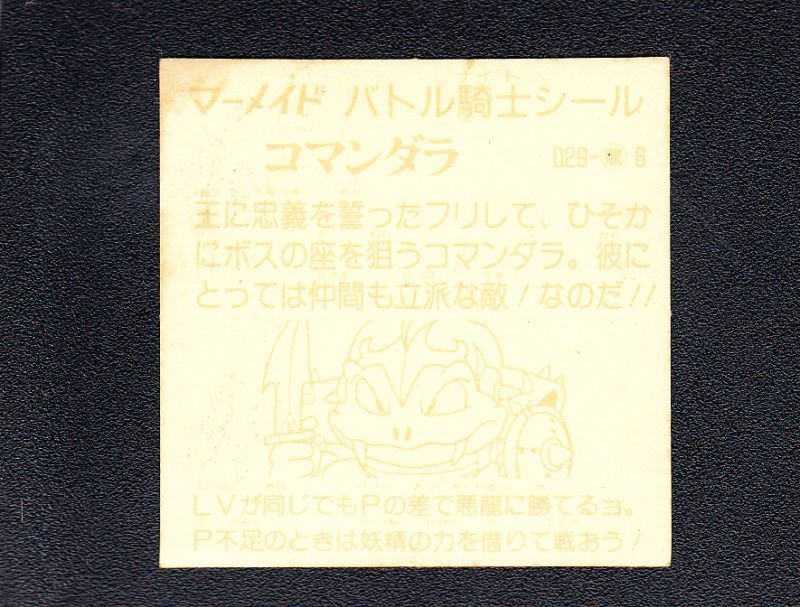 マーメイド バトル騎士シール
コマンダラ 029-龍 6
王に忠義を誓ったフリして、ひそか
にボスの座を狙うコマンダラ。彼に
とっては仲間も立派な敵!なのだ!!
LVが同じでもPの差で悪龍に勝てるヨ。
P不足のときは妖精の力を借りて戦おう!